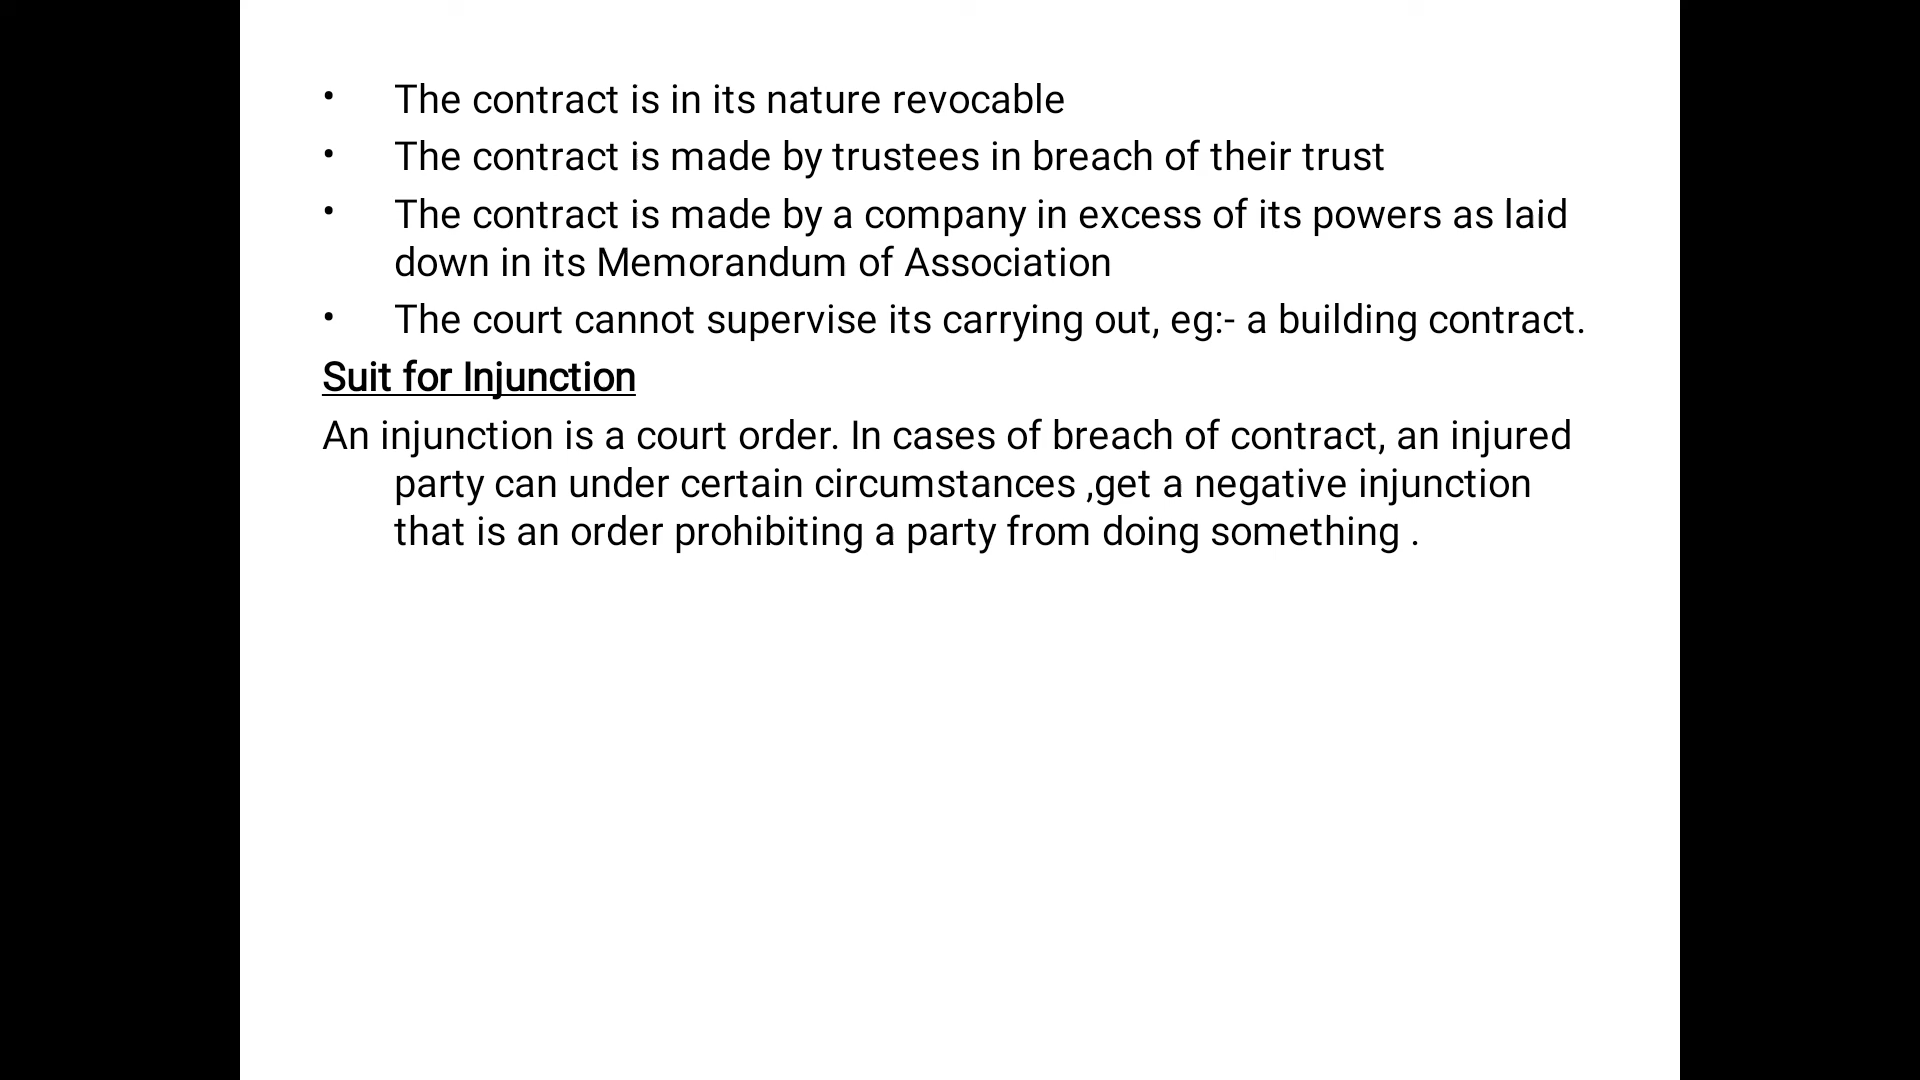 • The contract is in its nature revocable
• The contract is made by trustees in breach of their trust
• The contract is made by a company in excess of its powers as laid
down in its Memorandum of Association
• The court cannot supervise its carrying out, eg:- a building contract.
Suit for Injunction
An injunction is a court order. In cases of breach of contract, an injured
party can under certain circumstances ,get a negative injunction
that is an order prohibiting a party from doing something .